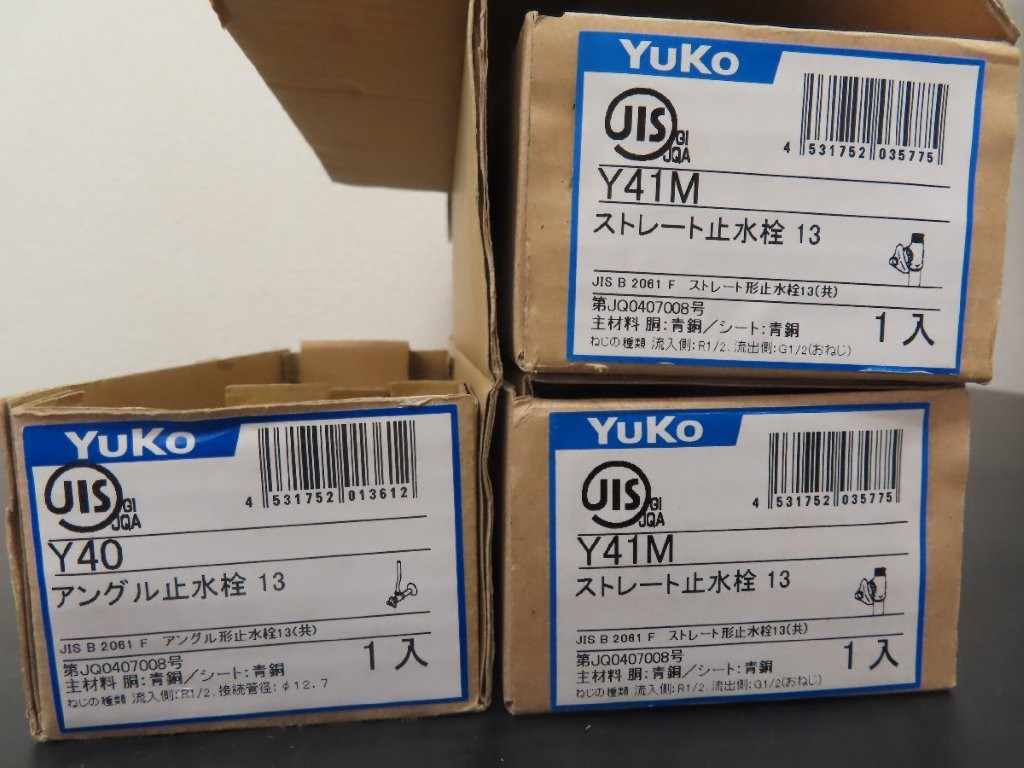 YuKo
JIS
GI
JQA
4 531752 035775
Y41M
ストレート止水栓 13
JIS B 2061 F ストレート形止水栓13(共)
第JQ0407008号
主材料 胴:青銅/シート:青銅
ねじの種類 流入側:R1/2、流出側:G1/2(おねじ)
1入
YuKo
JIS
GI
JQA
4 531752 013612
Y40
アングル止水栓 13
JIS B 2061 F アングル形止水栓13(共)
第JQ0407008号
主材料 胴:青銅/シート:青銅
ねじの種類 流入側:R1/2、接続管径:φ12.7
1入
YuKo
JIS
GI
JQA
4 531752 035775
Y41M
ストレート止水栓 13
JIS B 2061 F ストレート形止水栓13(共)
第JQ0407008号
主材料 胴:青銅/シート:青銅
ねじの種類 流入側:R1/2、流出側:G1/2(おねじ)
1入